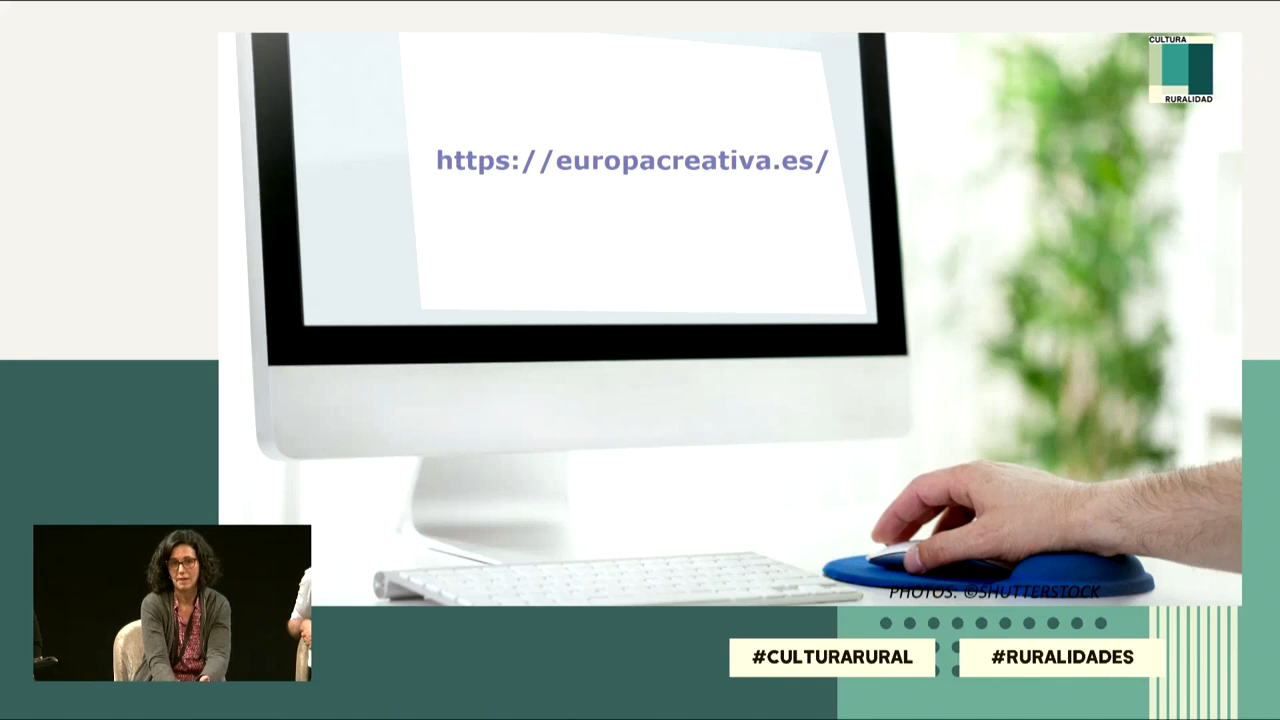 CULTURA
RURALIDAD
https://europacreativa.es/
PHOTOS: ©SHUTTERSTOCK
#CULTURARURAL
#RURALIDADES